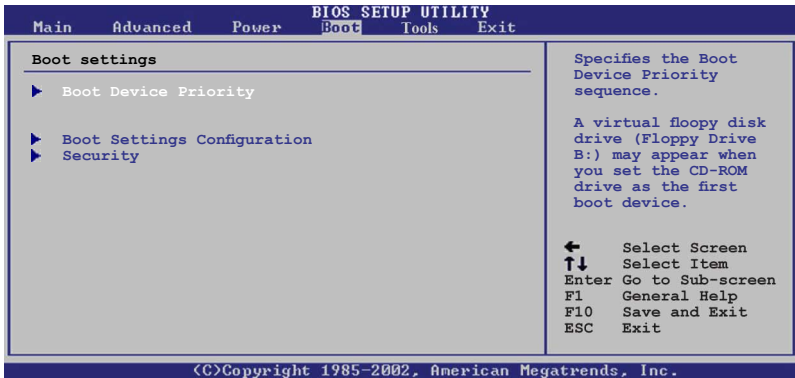 BIOS SETUP UTILITY
Main Advanced Power Boot Tools Exit
Boot settings
Boot Device Priority
Boot Settings Configuration
Security
Specifies the Boot
Device Priority
sequence.
A virtual floopy disk
drive (Floppy Drive
B:) may appear when
you set the CD-ROM
drive as the first
boot device.
← Select Screen
↑↓ Select Item
Enter Go to Sub-screen
F1 General Help
F10 Save and Exit
ESC Exit
(C)Copyright 1985-2002, American Megatrends, Inc.